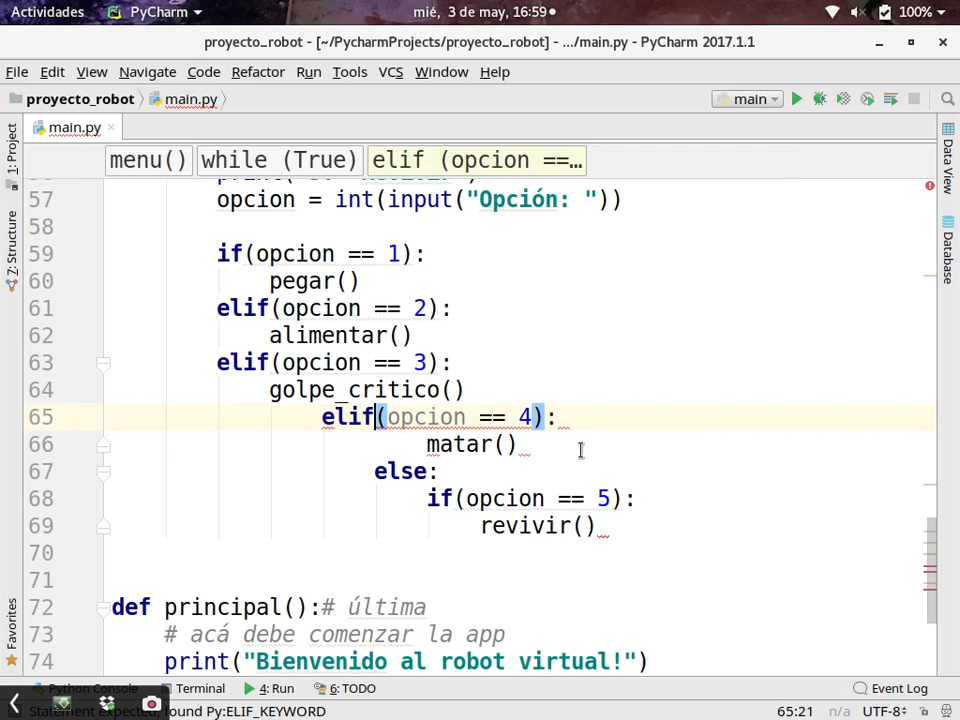 Actividades PyCharm mié, 3 de may, 16:59 100%
proyecto_robot - [~/PycharmProjects/proyecto_robot] - .../main.py - PyCharm 2017.1.1
File Edit View Navigate Code Refactor Run Tools VCS Window Help
proyecto_robot main.py main
main.py
menu() while (True) elif (opcion ==…
57 opcion = int(input("Opción: "))
58
59 if(opcion == 1):
60 pegar()
61 elif(opcion == 2):
62 alimentar()
63 elif(opcion == 3):
64 golpe_critico()
65 elif(opcion == 4):
66 matar()
67 else:
68 if(opcion == 5):
69 revivir()
70
71
72 def principal():# última
73 # acá debe comenzar la app
74 print("Bienvenido al robot virtual!")
1: Project
7: Structure
Favorites
Data View
Database
Python Console Terminal 4: Run 6: TODO Event Log
Statement expected, found Py:ELIF_KEYWORD 65:21 n/a UTF-8